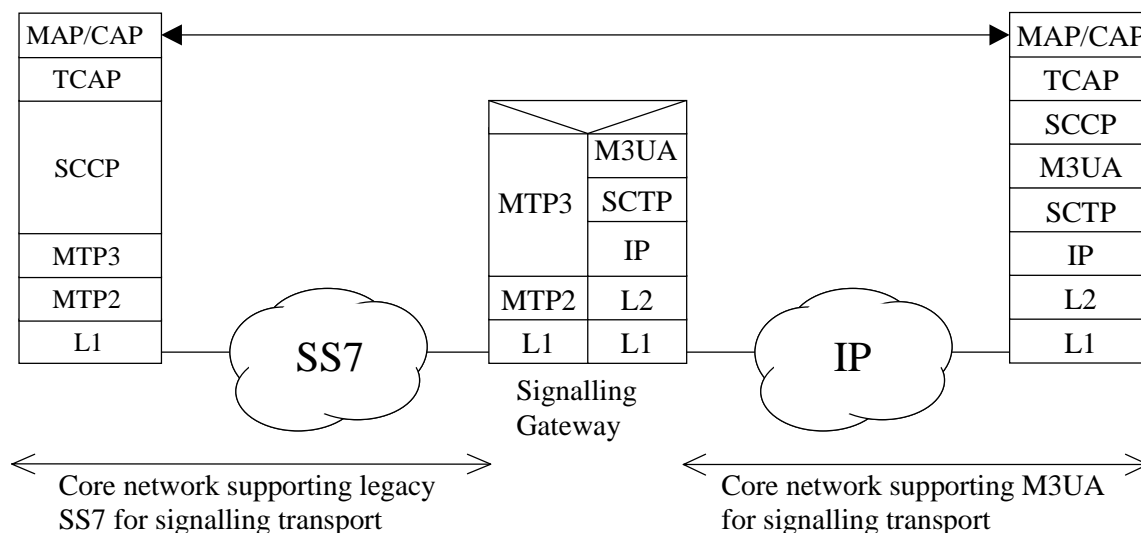 MAP/CAP
TCAP
SCCP
MTP3
MTP2
L1
SS7
MTP3
MTP2
L1
M3UA
SCTP
IP
L2
L1
Signalling
Gateway
IP
MAP/CAP
TCAP
SCCP
M3UA
SCTP
IP
L2
L1
Core network supporting legacy
SS7 for signalling transport
Core network supporting M3UA
for signalling transport